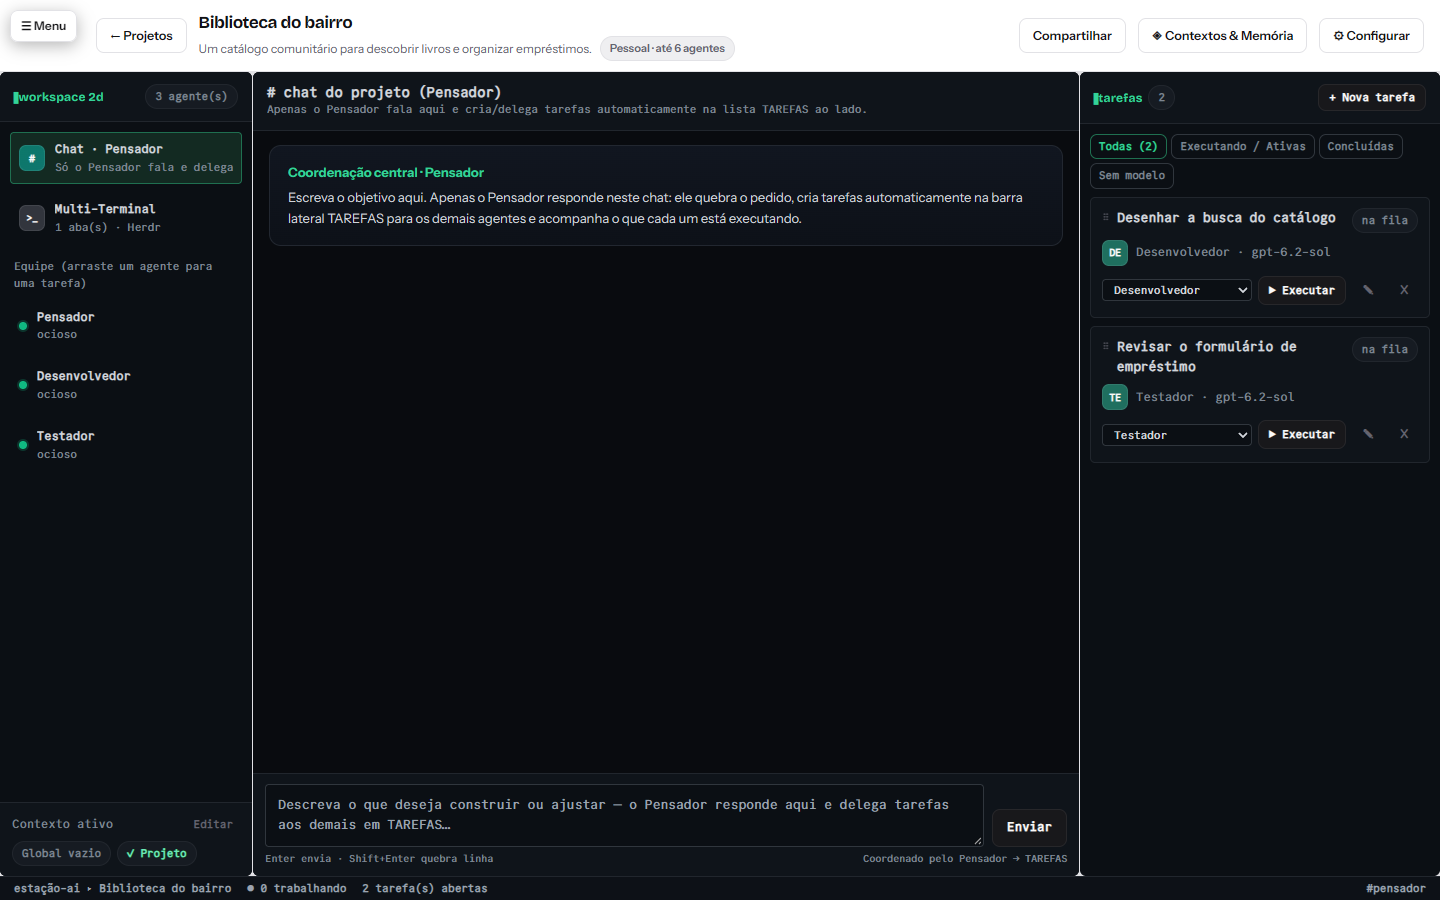 ☰ Menu
← Projetos
Biblioteca do bairro
Um catálogo comunitário para descobrir livros e organizar empréstimos.
Pessoal · até 6 agentes
Compartilhar
◈ Contextos & Memória
⚙ Configurar
workspace 2d
3 agente(s)
# chat do projeto (Pensador)
Apenas o Pensador fala aqui e cria/delega tarefas automaticamente na lista TAREFAS ao lado.
tarefas 2
+ Nova tarefa
#
Chat · Pensador
Só o Pensador fala e delega
>_
Multi-Terminal
1 aba(s) · Herdr
Equipe (arraste um agente para
uma tarefa)
Pensador
ocioso
Desenvolvedor
ocioso
Testador
ocioso
Contexto ativo
Editar
Global vazio
✓ Projeto
Coordenação central · Pensador
Escreva o objetivo aqui. Apenas o Pensador responde neste chat: ele quebra o pedido, cria tarefas automaticamente na barra
lateral TAREFAS para os demais agentes e acompanha o que cada um está executando.
Descreva o que deseja construir ou ajustar — o Pensador responde aqui e delega tarefas
aos demais em TAREFAS…
Enviar
Enter envia · Shift+Enter quebra linha
Coordenado pelo Pensador → TAREFAS
Todas (2)
Executando / Ativas
Concluídas
Sem modelo
Desenhar a busca do catálogo
na fila
DE
Desenvolvedor · gpt-6.2-sol
Desenvolvedor
▶ Executar
✎
X
Revisar o formulário de
empréstimo
na fila
TE
Testador · gpt-6.2-sol
Testador
▶ Executar
✎
X
estação-ai ▸ Biblioteca do bairro
● 0 trabalhando
2 tarefa(s) abertas
#pensador